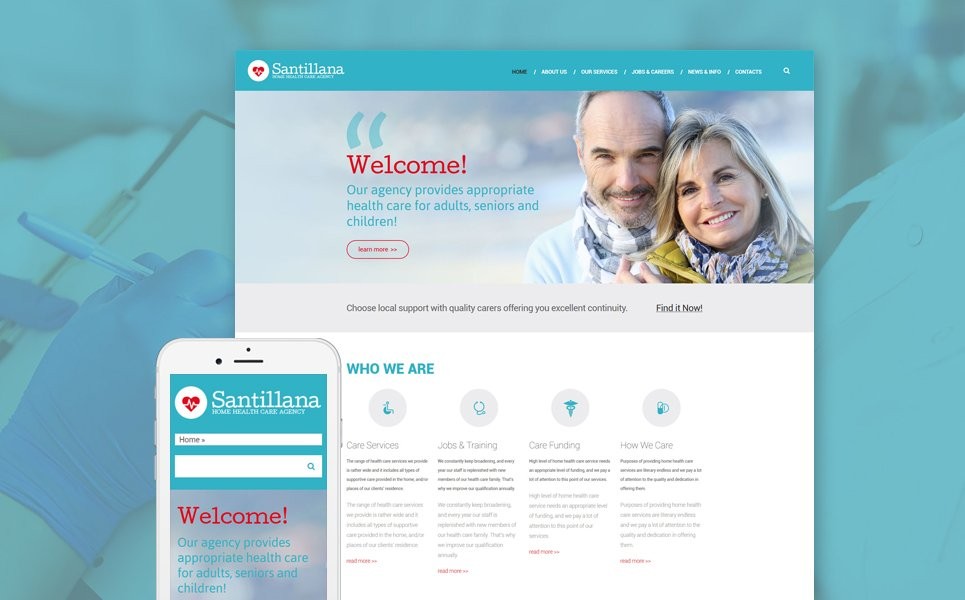 Santillana
HOME HEALTH CARE AGENCY
HOME / ABOUT US / OUR SERVICES / JOBS & CAREERS / NEWS & INFO / CONTACTS
“
Welcome!
Our agency provides appropriate
health care for adults, seniors and
children!
learn more >>
Choose local support with quality carers offering you excellent continuity.
Find it Now!
WHO WE ARE
Care Services
The range of health care services we provide
is rather wide and it includes all types of
supportive care provided in the home, and/or
places of our clients' residence
The range of health care services
we provide is rather wide and it
includes all types of supportive
care provided in the home, and/or
places of our clients' residence
read more >>
Jobs & Training
We constantly keep broadening, and every
year our staff is replenished with new
members of our health care family. That's
why we improve our qualification annually
We constantly keep broadening,
and every year our staff is
replenished with new members of
our health care family. That's why
we improve our qualification
annually
read more >>
Care Funding
High level of home health care service needs
an appropriate level of funding, and we pay a
lot of attention to this point of our services.
High level of home health care
service needs an appropriate level
of funding, and we pay a lot of
attention to this point of our
services.
read more >>
How We Care
Purposes of providing home health care
services are literary endless and we pay a lot
of attention to the quality and dedication in
offering them
Purposes of providing home health
care services are literary endless
and we pay a lot of attention to the
quality and dedication in offering
them.
read more >>
Santillana
HOME HEALTH CARE AGENCY
Home »
Welcome!
Our agency provides
appropriate health care
for adults, seniors and
children!